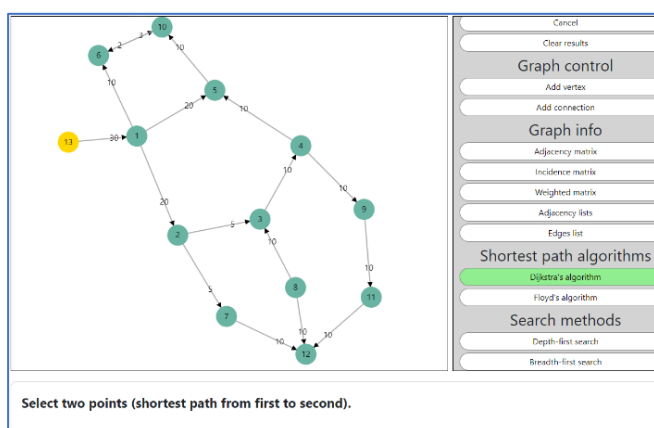 Cancel
Clear results
Graph control
Add vertex
Add connection
Graph info
Adjacency matrix
Incidence matrix
Weighted matrix
Adjacency lists
Edges list
Shortest path algorithms
Dijkstra's algorithm
Floyd's algorithm
Search methods
Depth-first search
Breadth-first search
10
6
2
3
10
10
5
20
10
13
30
1
4
10
10
20
9
3
5
2
10
10
8
5
11
7
10
10
10
12
Select two points (shortest path from first to second).